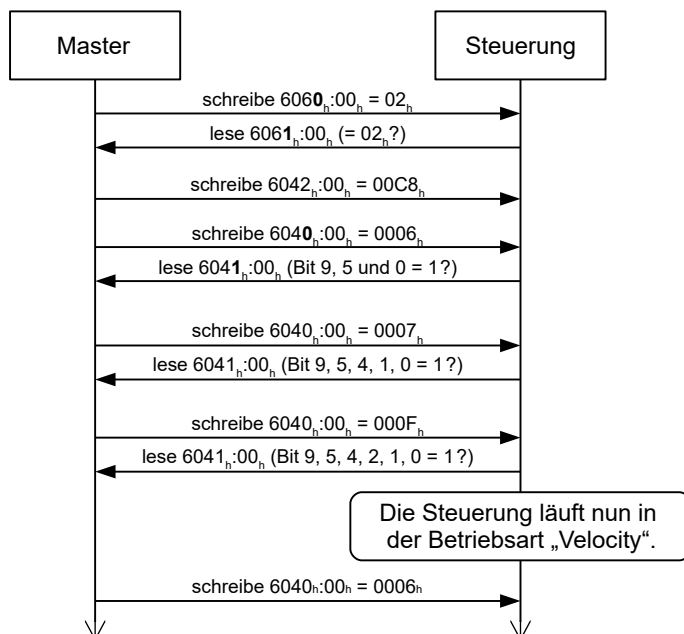 Master
Steuerung
schreibe 6060h:00h = 02h
lese 6061h:00h (= 02h?)
schreibe 6042h:00h = 00C8h
schreibe 6040h:00h = 0006h
lese 6041h:00h (Bit 9, 5 und 0 = 1?)
schreibe 6040h:00h = 0007h
lese 6041h:00h (Bit 9, 5, 4, 1, 0 = 1?)
schreibe 6040h:00h = 000Fh
lese 6041h:00h (Bit 9, 5, 4, 2, 1, 0 = 1?)
Die Steuerung läuft nun in
der Betriebsart „Velocity“.
schreibe 6040h:00h = 0006h